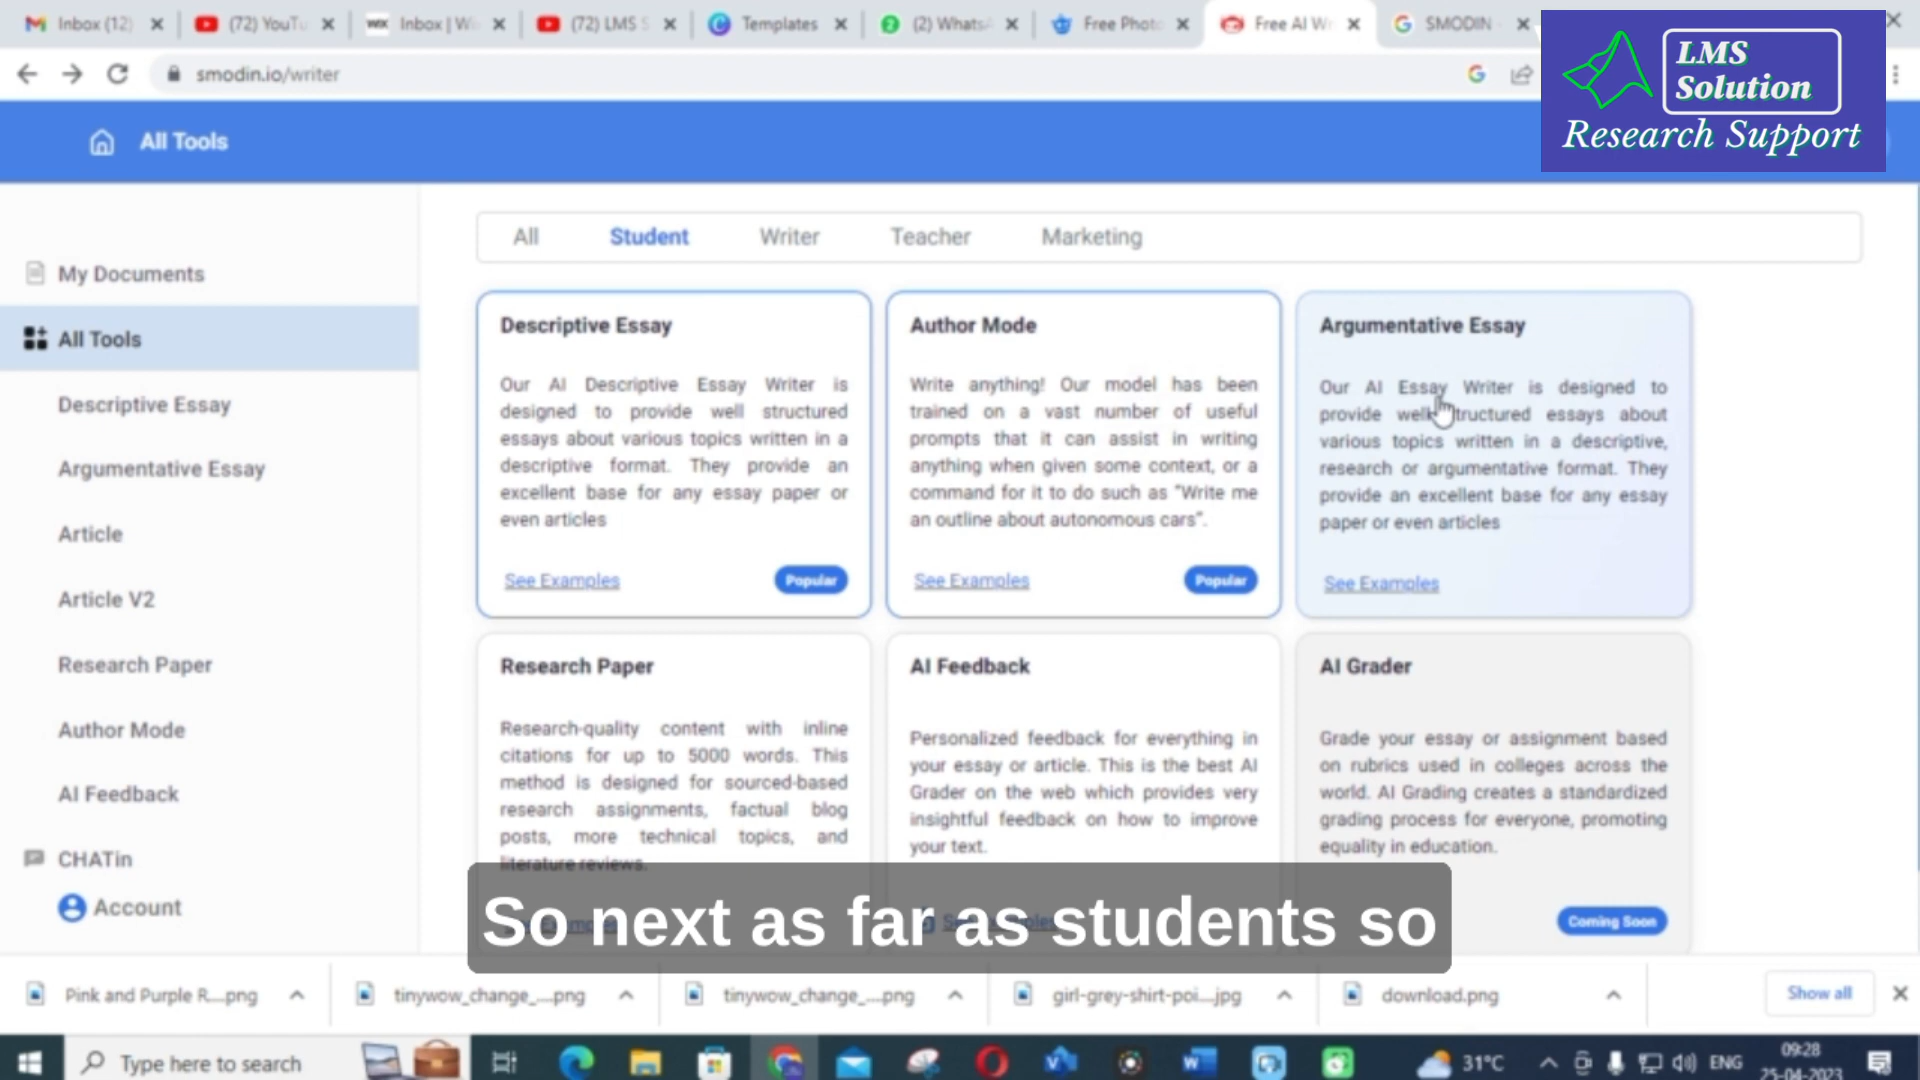 Inbox (12)
(72) YouTu
WIX Inbox | Wi
(72) LMS S
Templates
(2) Whats
Free Photo
Free AI Wr
SMODIN
smodin.io/writer
LMS
Solution
Research Support
All Tools
My Documents
All Tools
Descriptive Essay
Argumentative Essay
Article
Article V2
Research Paper
Author Mode
AI Feedback
CHATin
Account
All
Student
Writer
Teacher
Marketing
Descriptive Essay
Our AI Descriptive Essay Writer is
designed to provide well structured
essays about various topics written in a
descriptive format. They provide an
excellent base for any essay paper or
even articles
See Examples
Popular
Author Mode
Write anything! Our model has been
trained on a vast number of useful
prompts that it can assist in writing
anything when given some context, or a
command for it to do such as "Write me
an outline about autonomous cars".
See Examples
Popular
Argumentative Essay
Our AI Essay Writer is designed to
provide well structured essays about
various topics written in a descriptive,
research or argumentative format. They
provide an excellent base for any essay
paper or even articles
See Examples
Research Paper
Research-quality content with inline
citations for up to 5000 words. This
method is designed for sourced-based
research assignments, factual blog
posts, more technical topics, and
literature reviews.
AI Feedback
Personalized feedback for everything in
your essay or article. This is the best AI
Grader on the web which provides very
insightful feedback on how to improve
your text.
AI Grader
Grade your essay or assignment based
on rubrics used in colleges across the
world. AI Grading creates a standardized
grading process for everyone, promoting
equality in education.
Coming Soon
So next as far as students so
Pink and Purple R....png
tinywow_change_....png
tinywow_change_....png
girl-grey-shirt-poi....jpg
download.png
Show all
Type here to search
31°C
ENG
09:28
25-04-2023